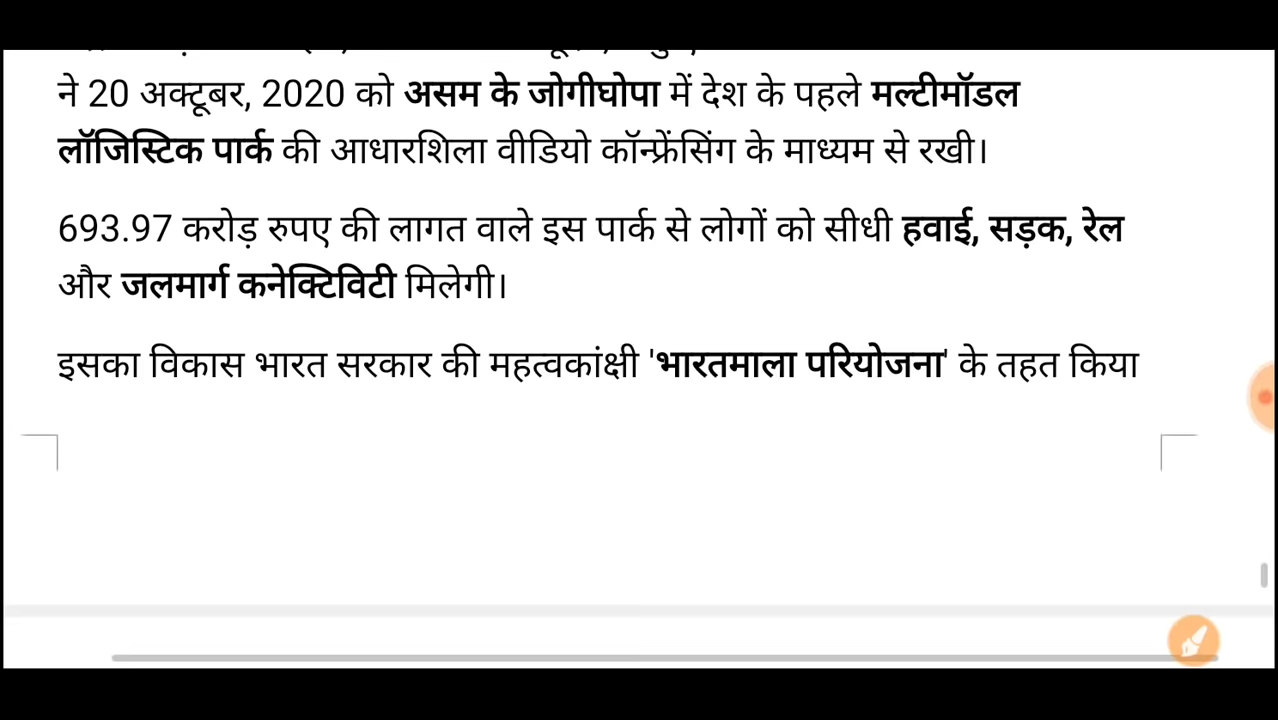 ने 20 अक्टूबर, 2020 को असम के जोगीघोपा में देश के पहले मल्टीमॉडल
लॉजिस्टिक पार्क की आधारशिला वीडियो कॉन्फ्रेंसिंग के माध्यम से रखी।
693.97 करोड़ रुपए की लागत वाले इस पार्क से लोगों को सीधी हवाई, सड़क, रेल
और जलमार्ग कनेक्टिविटी मिलेगी।
इसका विकास भारत सरकार की महत्वकांक्षी 'भारतमाला परियोजना' के तहत किया